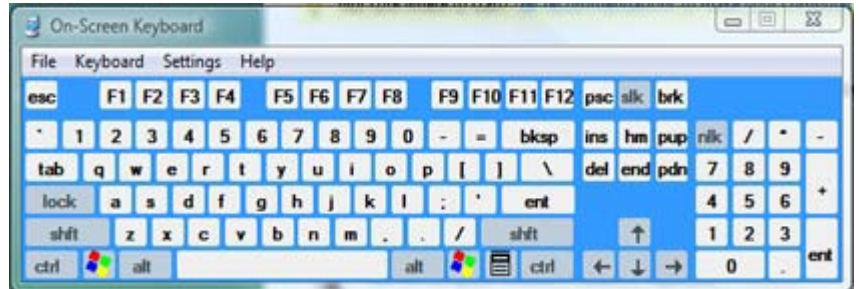 On-Screen Keyboard
File Keyboard Settings Help
esc F1 F2 F3 F4 F5 F6 F7 F8 F9 F10 F11 F12 psc slk brk
` 1 2 3 4 5 6 7 8 9 0 - = bksp ins hm pup nlk / * -
tab q w e r t y u i o p [ ] \ del end pdn 7 8 9 +
lock a s d f g h j k l ; ' ent 4 5 6
shft z x c v b n m , . / shft ↑ 1 2 3 ent
ctrl alt alt ctrl ← ↓ → 0 .